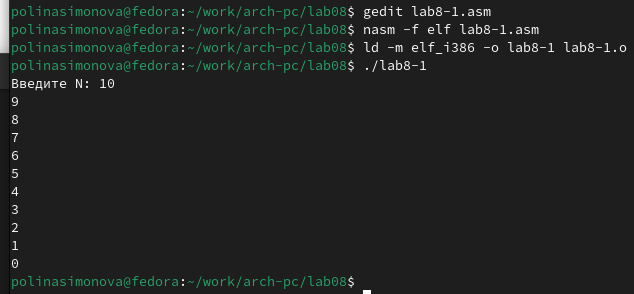 polinasimonova@fedora:~/work/arch-pc/lab08$ gedit lab8-1.asm
polinasimonova@fedora:~/work/arch-pc/lab08$ nasm -f elf lab8-1.asm
polinasimonova@fedora:~/work/arch-pc/lab08$ ld -m elf_i386 -o lab8-1 lab8-1.o
polinasimonova@fedora:~/work/arch-pc/lab08$ ./lab8-1
Введите N: 10
9
8
7
6
5
4
3
2
1
0
polinasimonova@fedora:~/work/arch-pc/lab08$